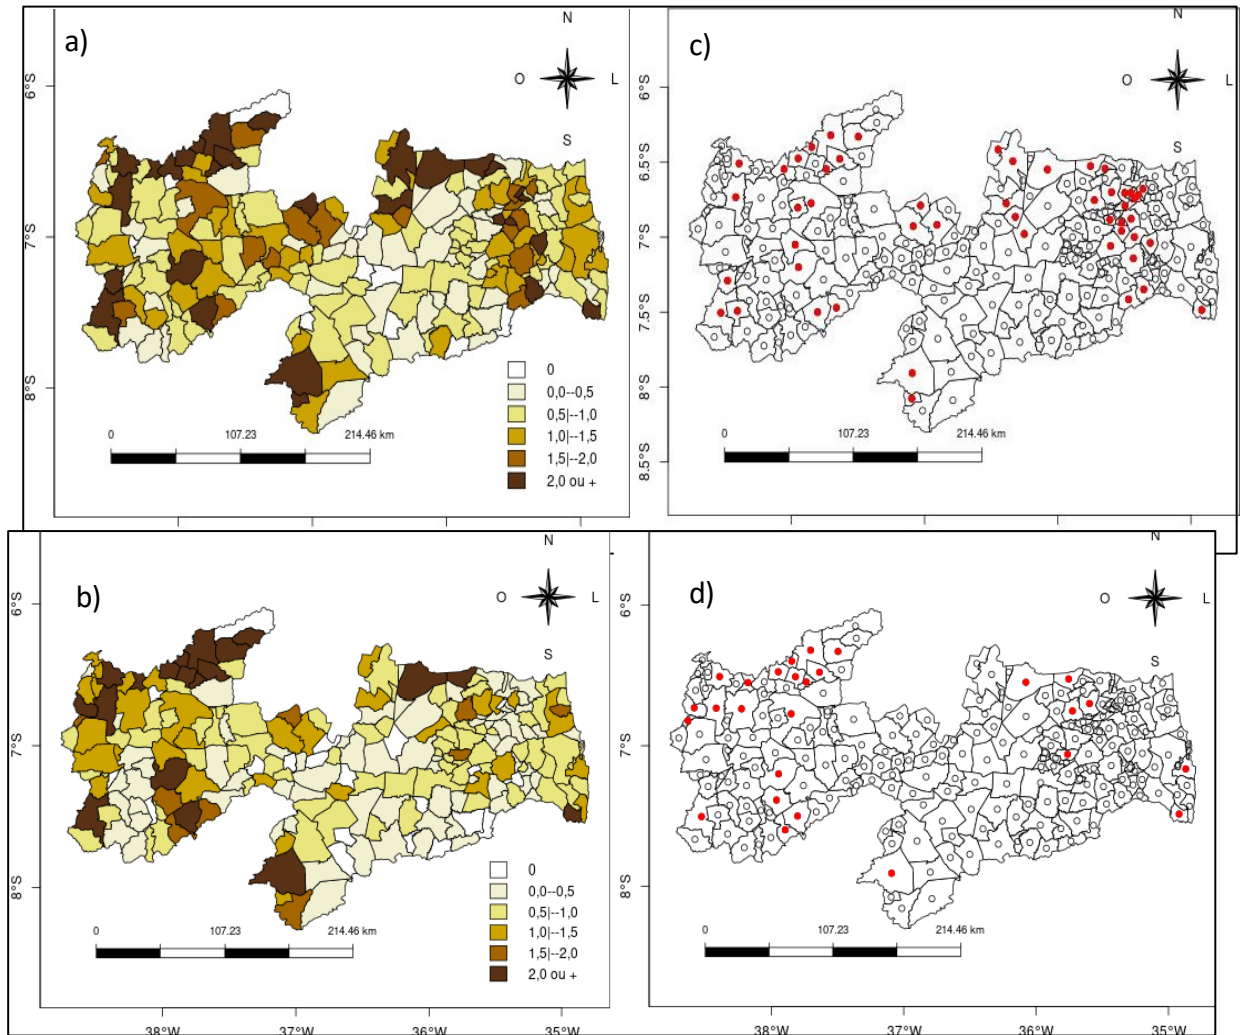 a)
N
O
L
S
6°S
7°S
8°S
0
107.23
214.46 km
0
0,0--0,5
0,5|--1,0
1,0|--1,5
1,5|--2,0
2,0 ou +
c)
N
O
L
S
6°S
6.5°S
7°S
7.5°S
8°S
8.5°S
0
107.23
214.46 km
b)
N
O
L
S
6°S
7°S
8°S
0
107.23
214.46 km
0
0,0--0,5
0,5|--1,0
1,0|--1,5
1,5|--2,0
2,0 ou +
38°W
37°W
36°W
35°W
d)
N
O
L
S
6°S
7°S
8°S
0
107.23
214.46 km
38°W
37°W
36°W
35°W